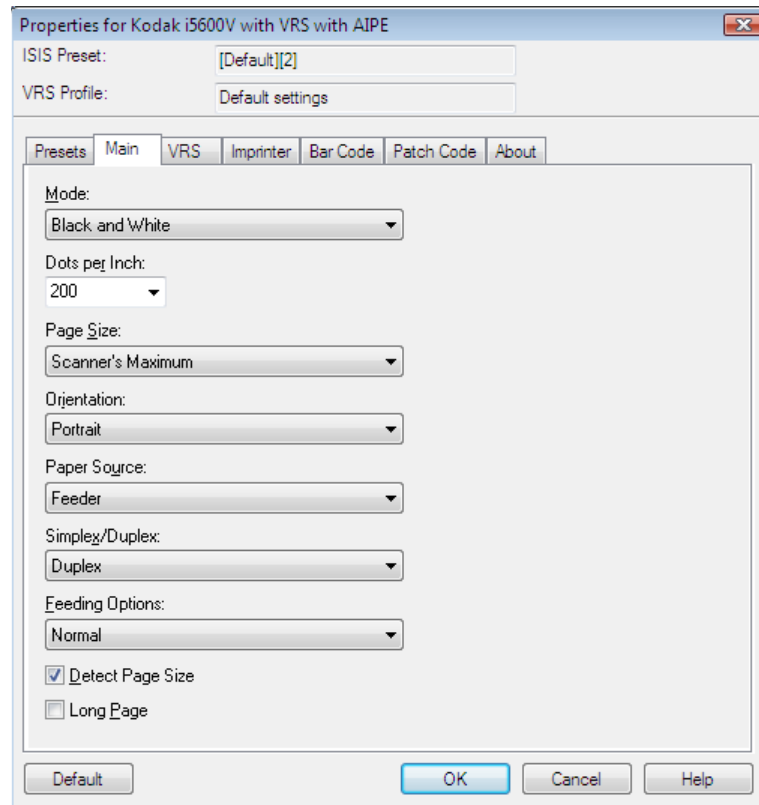 Properties for Kodak i5600V with VRS with AIPE
ISIS Preset: [Default][2]
VRS Profile: Default settings
Presets Main VRS Imprinter Bar Code Patch Code About
Mode:
Black and White
Dots per Inch:
200
Page Size:
Scanner's Maximum
Orientation:
Portrait
Paper Source:
Feeder
Simplex/Duplex:
Duplex
Feeding Options:
Normal
Detect Page Size
Long Page
Default OK Cancel Help